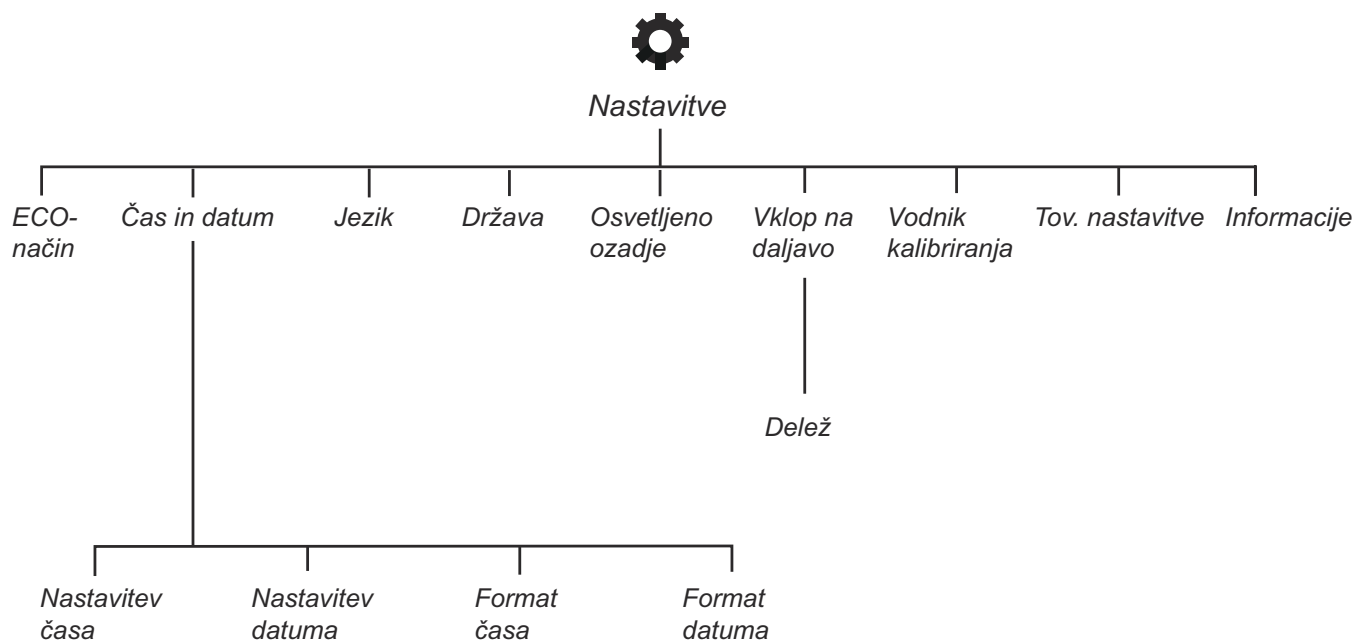 Nastavitve
ECO-
način
Čas in datum
Jezik
Država
Osvetljeno
ozadje
Vklop na
daljavo
Vodnik
kalibriranja
Tov. nastavitve
Informacije
Delež
Nastavitev
časa
Nastavitev
datuma
Format
časa
Format
datuma